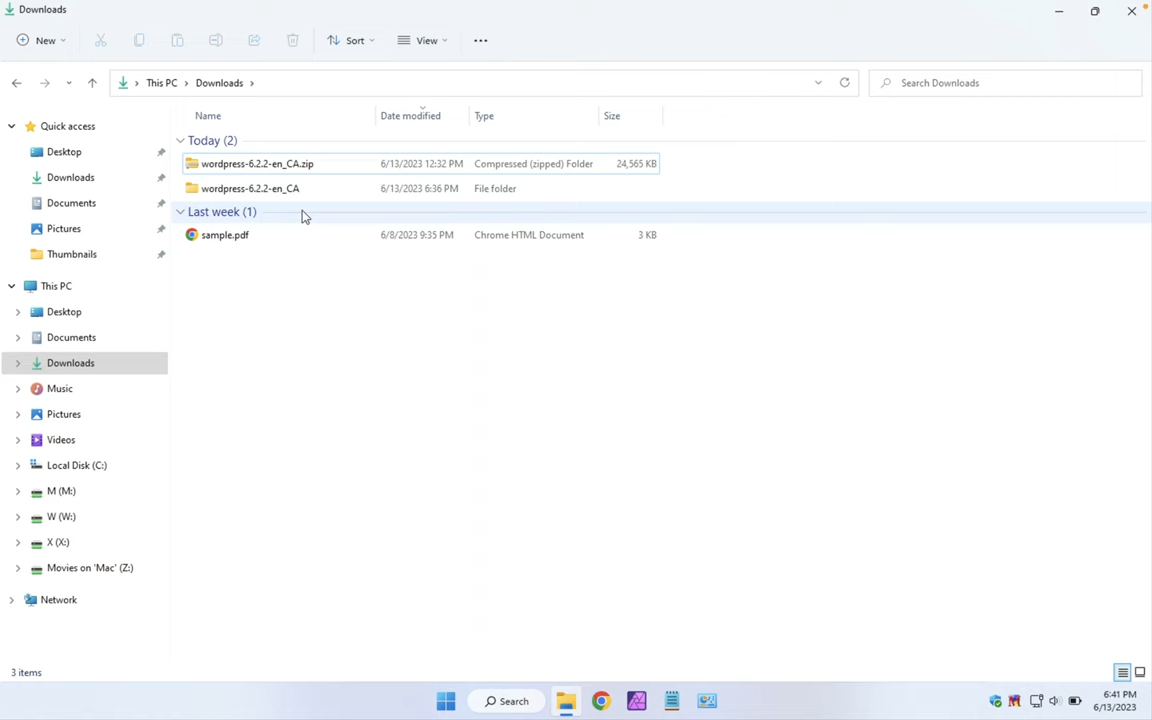 Downloads
New
Sort
View
This PC > Downloads >
Search Downloads
Name Date modified Type Size
Quick access
Desktop
Downloads
Documents
Pictures
Thumbnails
This PC
Desktop
Documents
Downloads
Music
Pictures
Videos
Local Disk (C:)
M (M:)
W (W:)
X (X:)
Movies on 'Mac' (Z:)
Network
Today (2)
wordpress-6.2.2-en_CA.zip 6/13/2023 12:32 PM Compressed (zipped) Folder 24,565 KB
wordpress-6.2.2-en_CA 6/13/2023 6:36 PM File folder
Last week (1)
sample.pdf 6/8/2023 9:35 PM Chrome HTML Document 3 KB
3 items
Search
6:41 PM
6/13/2023